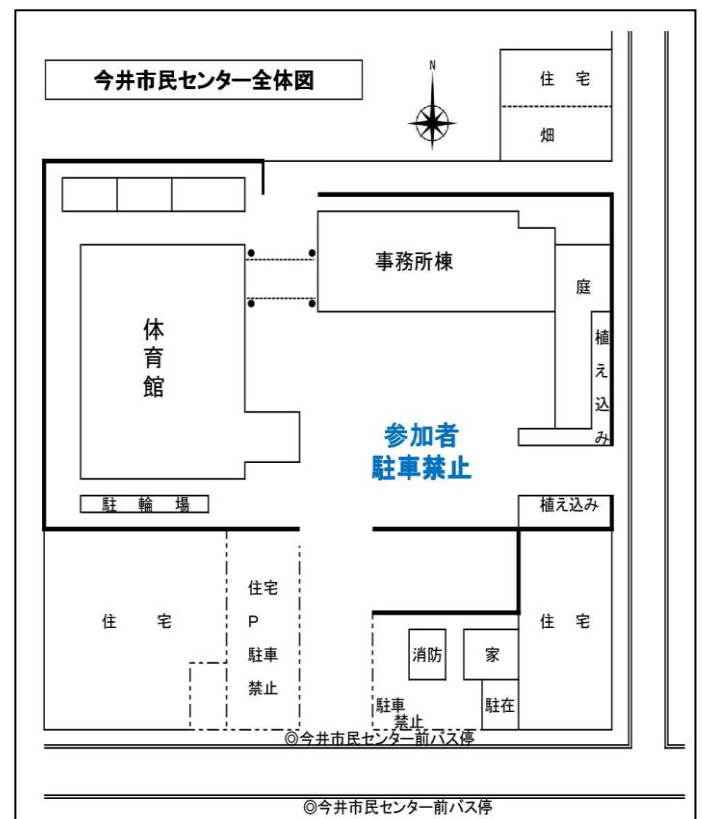 今井市民センター全体図
N
住 宅
畑
事務所棟
庭
植え込み
体育館
参加者
駐車禁止
駐 輪 場
植え込み
住 宅
住宅
P
駐車
禁止
消防
家
住 宅
駐車
禁止
駐在
◎今井市民センター前バス停
◎今井市民センター前バス停